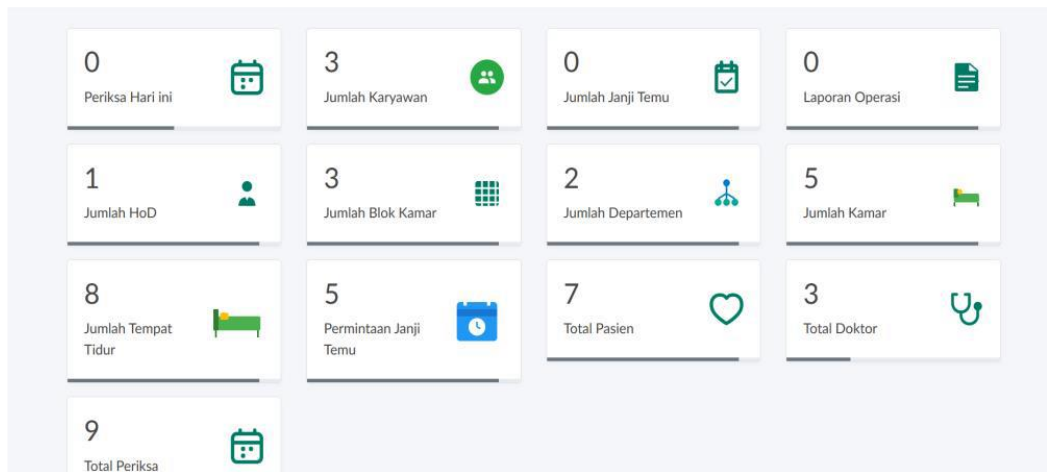 0
Periksa Hari ini
3
Jumlah Karyawan
0
Jumlah Janji Temu
0
Laporan Operasi
1
Jumlah HoD
3
Jumlah Blok Kamar
2
Jumlah Departemen
5
Jumlah Kamar
8
Jumlah Tempat
Tidur
5
Permintaan Janji
Temu
7
Total Pasien
3
Total Doktor
9
Total Periksa